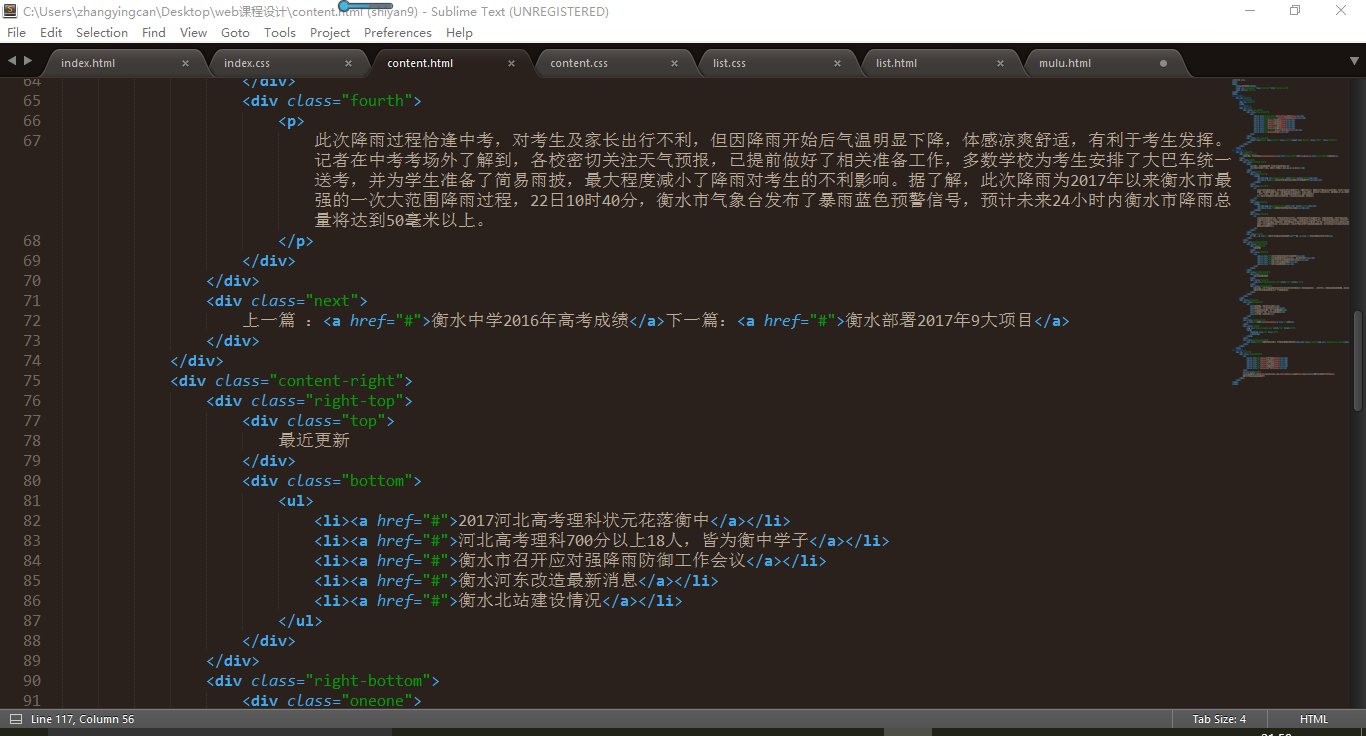 C:\Users\zhangyingcan\Desktop\web课程设计\content.html (shiyan9) - Sublime Text (UNREGISTERED)
File Edit Selection Find View Goto Tools Project Preferences Help
index.html × index.css × content.html × content.css × list.css × list.html × mulu.html
64 </div>
65 <div class="fourth">
66 <p>
67 此次降雨过程恰逢中考，对考生及家长出行不利，但因降雨开始后气温明显下降，体感凉爽舒适，有利于考生发挥。
记者在中考考场外了解到，各校密切关注天气预报，已提前做好了相关准备工作，多数学校为考生安排了大巴车统一
送考，并为学生准备了简易雨披，最大程度减小了降雨对考生的不利影响。据了解，此次降雨为2017年以来衡水市最
强的一次大范围降雨过程，22日10时40分，衡水市气象台发布了暴雨蓝色预警信号，预计未来24小时内衡水市降雨总
量将达到50毫米以上。
68 </p>
69 </div>
70 </div>
71 <div class="next">
72 上一篇 ：<a href="#">衡水中学2016年高考成绩</a>下一篇：<a href="#">衡水部署2017年9大项目</a>
73 </div>
74 </div>
75 <div class="content-right">
76 <div class="right-top">
77 <div class="top">
78 最近更新
79 </div>
80 <div class="bottom">
81 <ul>
82 <li><a href="#">2017河北高考理科状元花落衡中</a></li>
83 <li><a href="#">河北高考理科700分以上18人，皆为衡中学子</a></li>
84 <li><a href="#">衡水市召开应对强降雨防御工作会议</a></li>
85 <li><a href="#">衡水河东改造最新消息</a></li>
86 <li><a href="#">衡水北站建设情况</a></li>
87 </ul>
88 </div>
89 </div>
90 <div class="right-bottom">
91 <div class="oneone">
Line 117, Column 56 Tab Size: 4 HTML